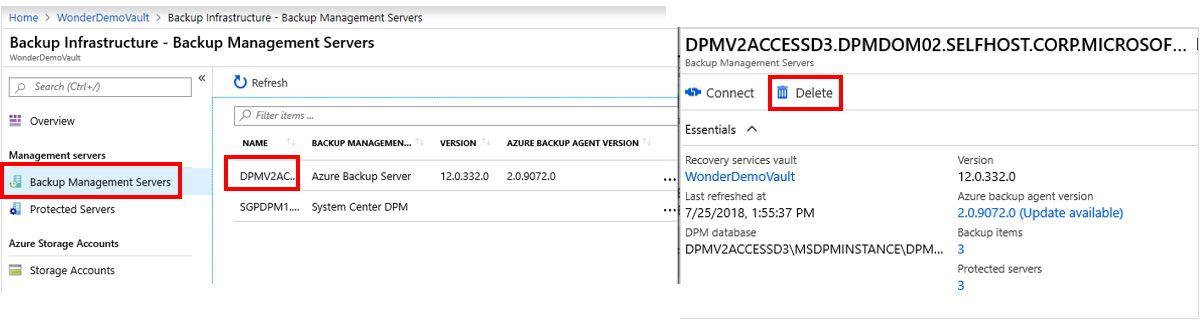 Home > WonderDemoVault > Backup Infrastructure - Backup Management Servers
Backup Infrastructure - Backup Management Servers
WonderDemoVault
Search (Ctrl+/)
Overview
Management servers
Backup Management Servers
Protected Servers
Azure Storage Accounts
Storage Accounts
Refresh
Filter items ...
NAME BACKUP MANAGEMEN... VERSION AZURE BACKUP AGENT VERSION
DPMV2AC... Azure Backup Server 12.0.332.0 2.0.9072.0 ...
SGPDPM1.... System Center DPM ...
DPMV2ACCESSD3.DPMDOM02.SELFHOST.CORP.MICROSOF...
Backup Management Servers
Connect Delete
Essentials
Recovery services vault
WonderDemoVault
Last refreshed at
7/25/2018, 1:55:37 PM
DPM database
DPMV2ACCESSD3\MSDPMINSTANCE\DPM...
Version
12.0.332.0
Azure backup agent version
2.0.9072.0 (Update available)
Backup items
3
Protected servers
3